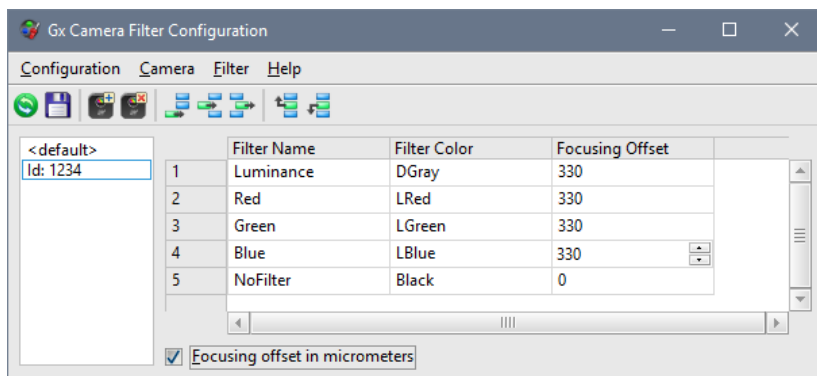 Gx Camera Filter Configuration
Configuration Camera Filter Help
<default>
Id: 1234
Filter Name Filter Color Focusing Offset
1 Luminance DGray 330
2 Red LRed 330
3 Green LGreen 330
4 Blue LBlue 330
5 NoFilter Black 0
Focusing offset in micrometers